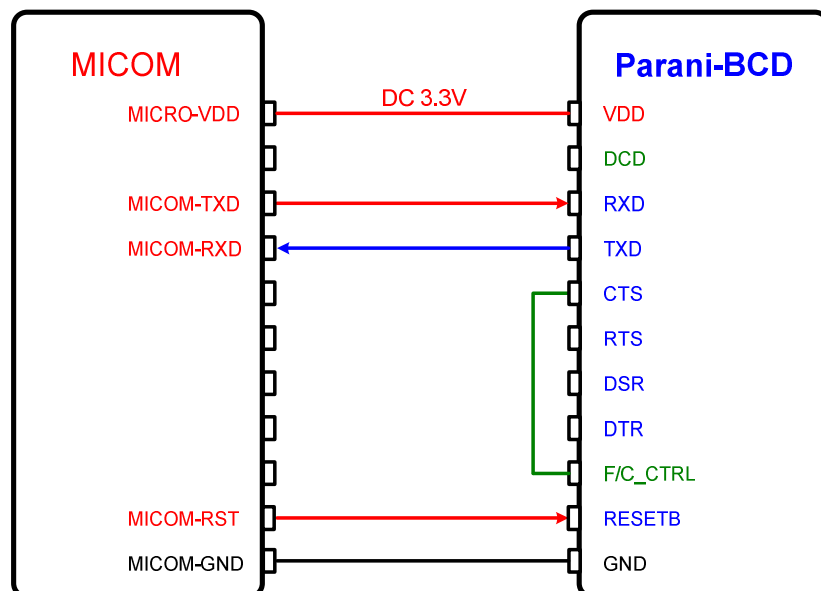 MICOM
Parani-BCD
DC 3.3V
MICRO-VDD
VDD
DCD
MICOM-TXD
RXD
MICOM-RXD
TXD
CTS
RTS
DSR
DTR
F/C_CTRL
MICOM-RST
RESETB
MICOM-GND
GND